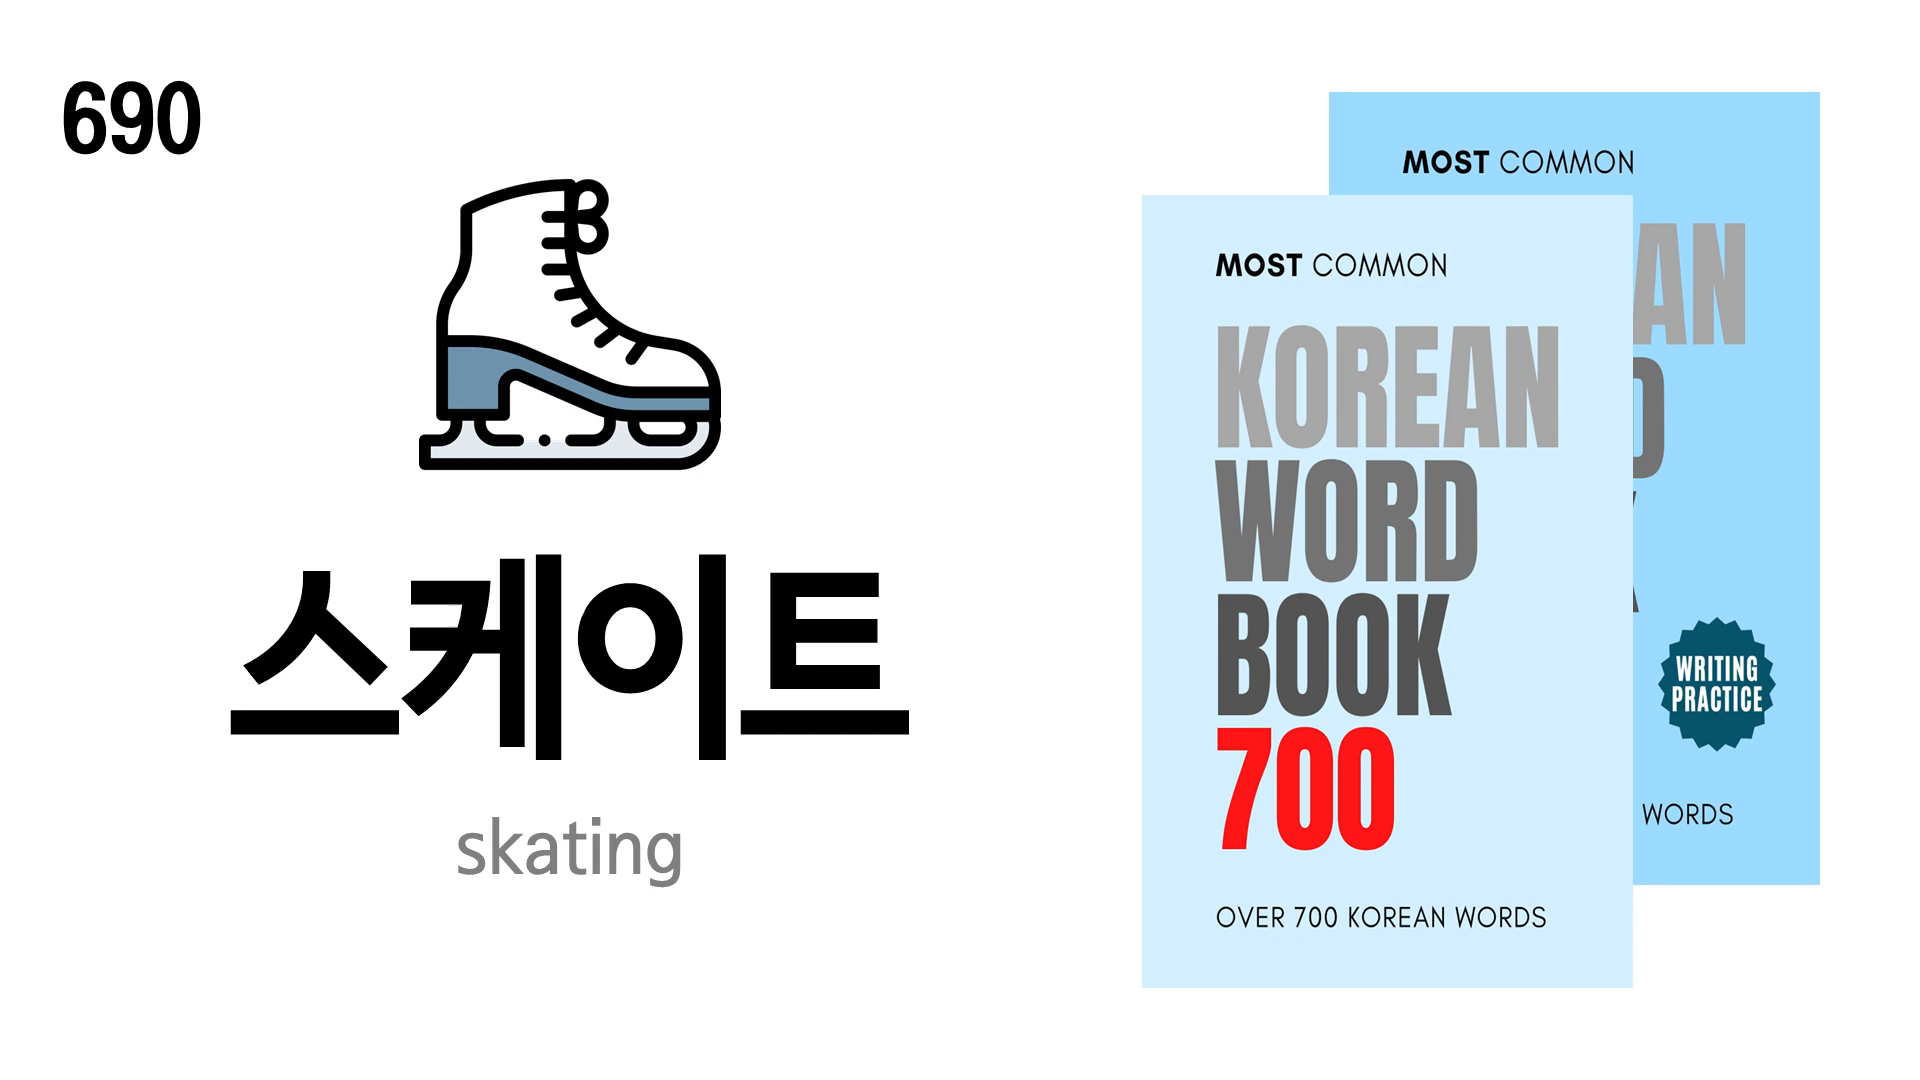 690
스케이트
skating
MOST COMMON
KOREAN
WORD
BOOK
700
OVER 700 KOREAN WORDS
MOST COMMON
AN
WRITING
PRACTICE
WORDS